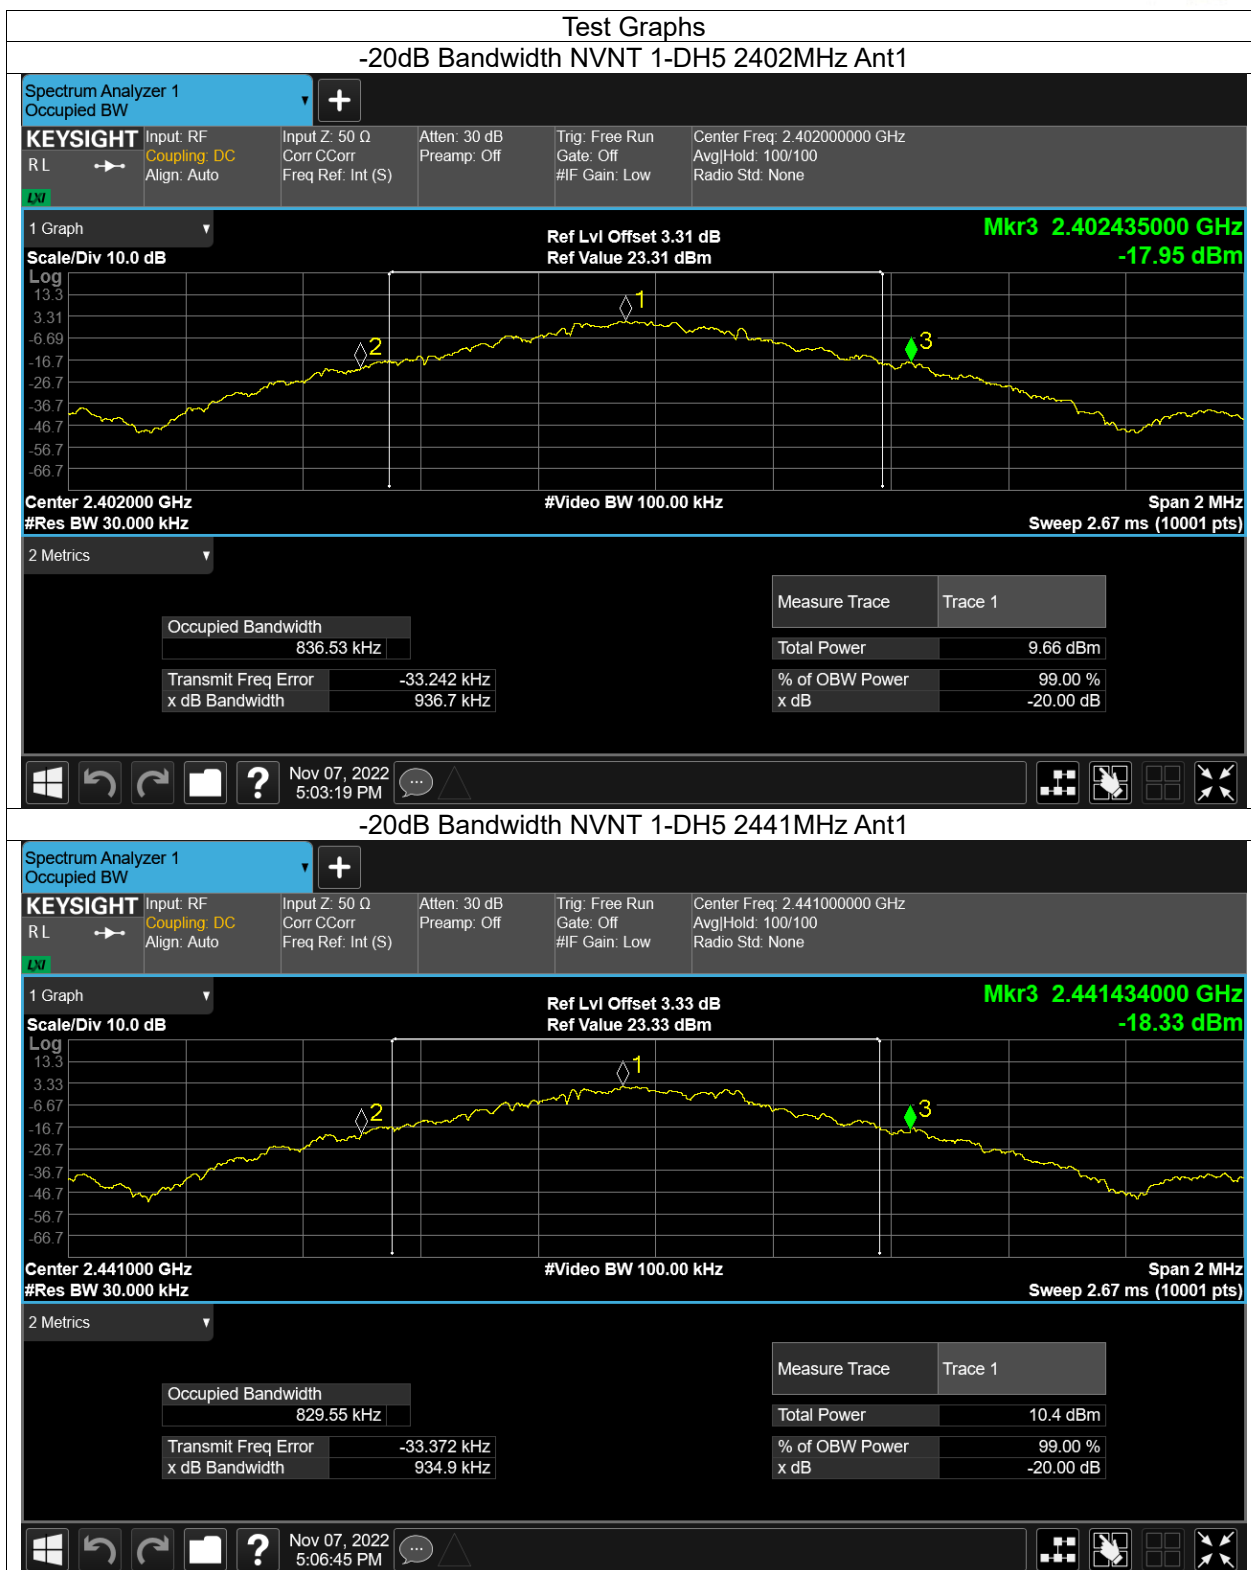 Test Graphs
-20dB Bandwidth NVNT 1-DH5 2402MHz Ant1
Spectrum Analyzer 1
Occupied BW
KEYSIGHT Input: RF Input Z: 50 Ω Atten: 30 dB Trig: Free Run Center Freq: 2.402000000 GHz
R L Coupling: DC Corr CCorr Preamp: Off Gate: Off Avg|Hold: 100/100
Align: Auto Freq Ref: Int (S) #IF Gain: Low Radio Std: None
LXI
1 Graph
Mkr3 2.402435000 GHz
Ref Lvl Offset 3.31 dB
Scale/Div 10.0 dB Ref Value 23.31 dBm -17.95 dBm
Log
13.3
3.31
-6.69
-16.7
-26.7
-36.7
-46.7
-56.7
-66.7
1
2
3
Center 2.402000 GHz #Video BW 100.00 kHz Span 2 MHz
#Res BW 30.000 kHz Sweep 2.67 ms (10001 pts)
2 Metrics
Measure Trace Trace 1
Occupied Bandwidth
836.53 kHz Total Power 9.66 dBm
Transmit Freq Error -33.242 kHz % of OBW Power 99.00 %
x dB Bandwidth 936.7 kHz x dB -20.00 dB
Nov 07, 2022
5:03:19 PM
-20dB Bandwidth NVNT 1-DH5 2441MHz Ant1
Spectrum Analyzer 1
Occupied BW
KEYSIGHT Input: RF Input Z: 50 Ω Atten: 30 dB Trig: Free Run Center Freq: 2.441000000 GHz
R L Coupling: DC Corr CCorr Preamp: Off Gate: Off Avg|Hold: 100/100
Align: Auto Freq Ref: Int (S) #IF Gain: Low Radio Std: None
LXI
1 Graph
Mkr3 2.441434000 GHz
Ref Lvl Offset 3.33 dB
Scale/Div 10.0 dB Ref Value 23.33 dBm -18.33 dBm
Log
13.3
3.33
-6.67
-16.7
-26.7
-36.7
-46.7
-56.7
-66.7
1
2
3
Center 2.441000 GHz #Video BW 100.00 kHz Span 2 MHz
#Res BW 30.000 kHz Sweep 2.67 ms (10001 pts)
2 Metrics
Measure Trace Trace 1
Occupied Bandwidth
829.55 kHz Total Power 10.4 dBm
Transmit Freq Error -33.372 kHz % of OBW Power 99.00 %
x dB Bandwidth 934.9 kHz x dB -20.00 dB
Nov 07, 2022
5:06:45 PM